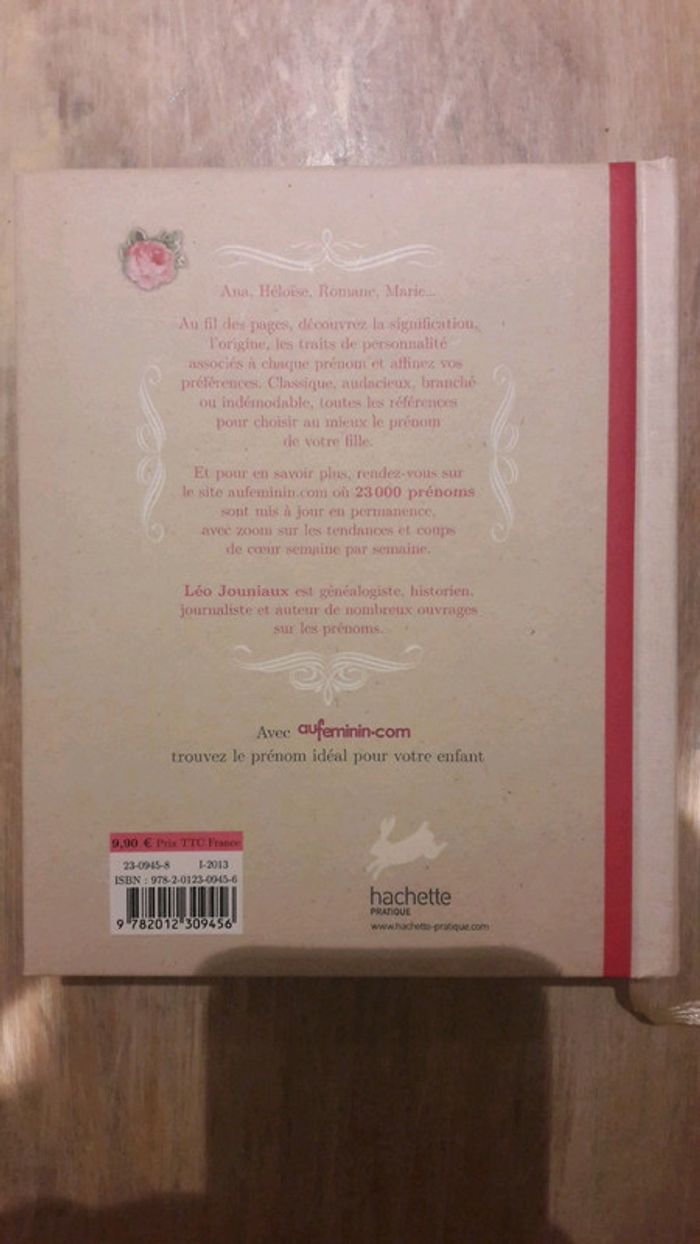 Ana, Héloïse, Romane, Marie...
Au fil des pages, découvrez la signification,
l'origine, les traits de personnalité
associés à chaque prénom et affinez vos
préférences. Classique, audacieux, branché
ou indémodable, toutes les références
pour choisir au mieux le prénom
de votre fille.
Et pour en savoir plus, rendez-vous sur
le site aufeminin.com où 23 000 prénoms
sont mis à jour en permanence,
avec zoom sur les tendances et coups
de cœur semaine par semaine.
Léo Jouniaux est généalogiste, historien,
journaliste et auteur de nombreux ouvrages
sur les prénoms.
Avec aufeminin.com
trouvez le prénom idéal pour votre enfant
9,90 € Prix TTC France
23-0945-8 I-2013
ISBN : 978-2-0123-0945-6
9 782012 309456
hachette
PRATIQUE
www.hachette-pratique.com